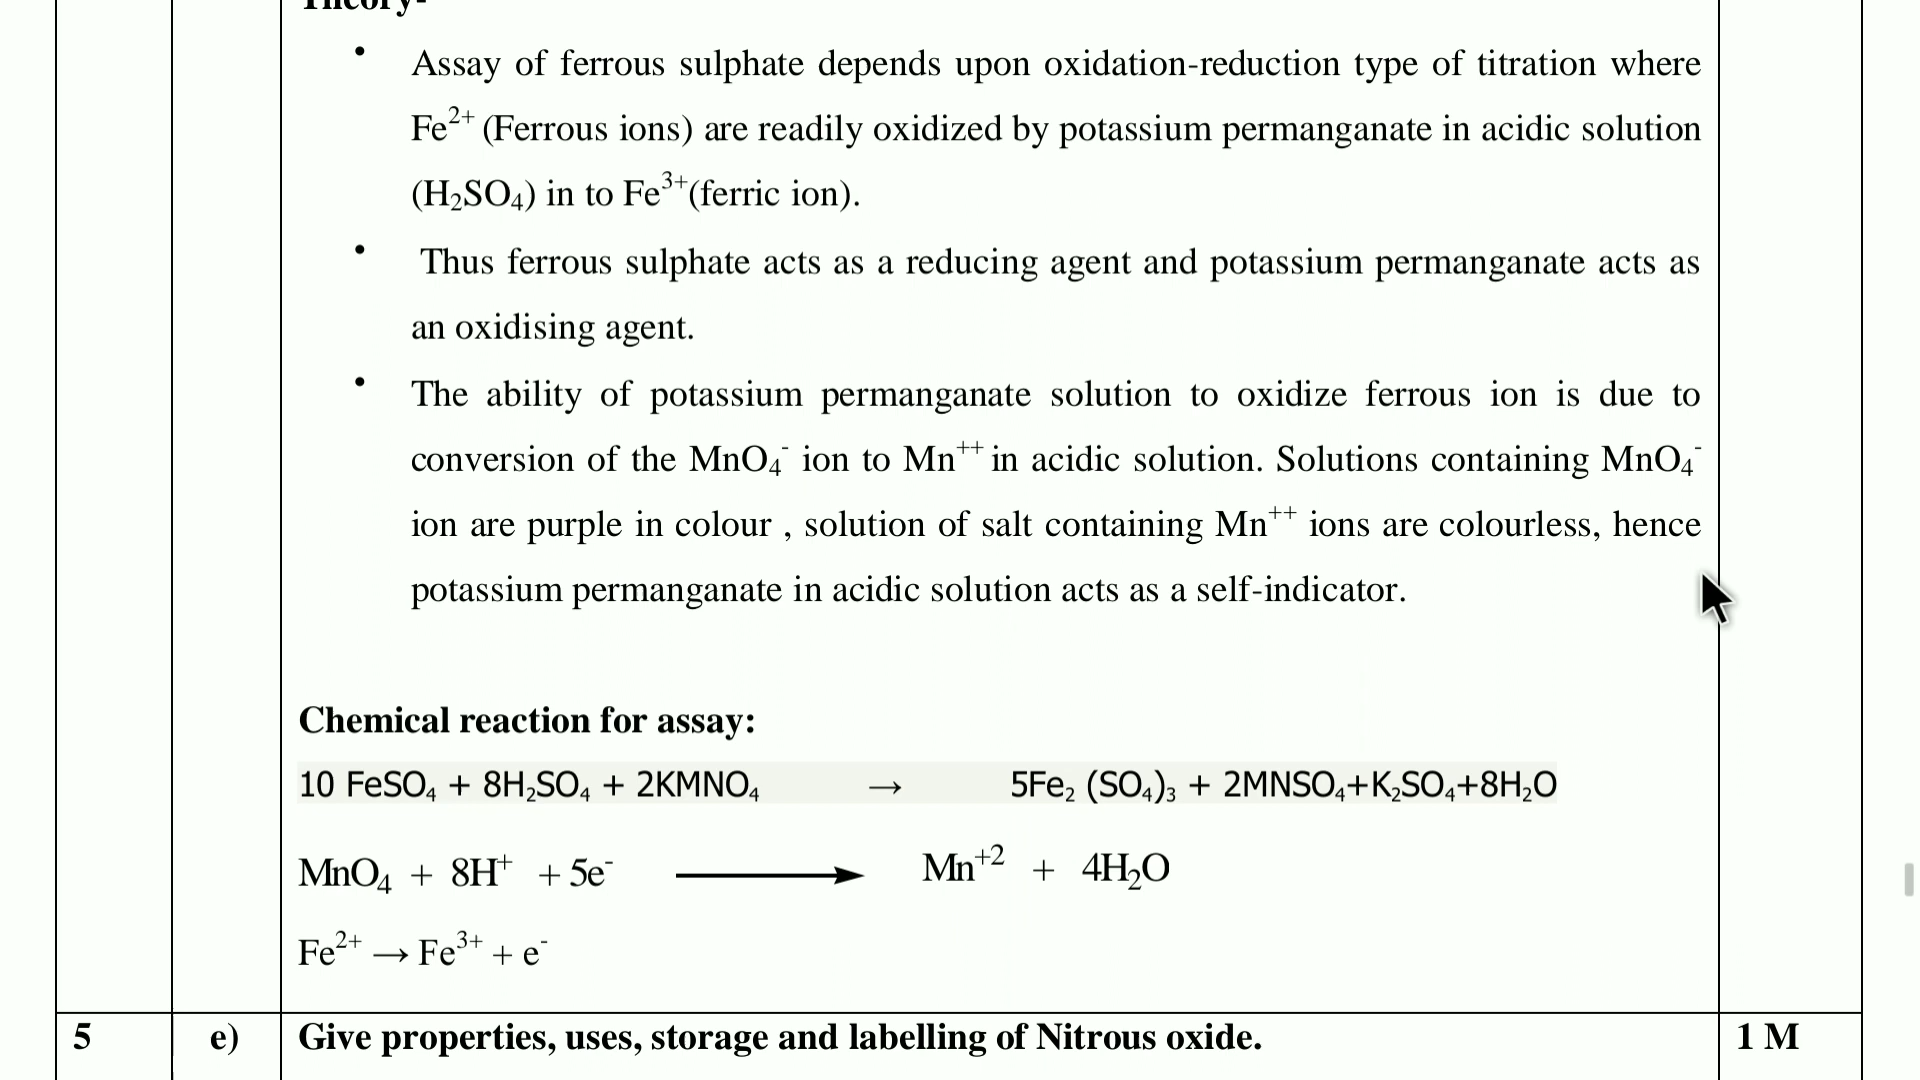 Theory-
• Assay of ferrous sulphate depends upon oxidation-reduction type of titration where
Fe²⁺ (Ferrous ions) are readily oxidized by potassium permanganate in acidic solution
(H₂SO₄) in to Fe³⁺(ferric ion).
• Thus ferrous sulphate acts as a reducing agent and potassium permanganate acts as
an oxidising agent.
• The ability of potassium permanganate solution to oxidize ferrous ion is due to
conversion of the MnO₄⁻ ion to Mn⁺⁺ in acidic solution. Solutions containing MnO₄⁻
ion are purple in colour , solution of salt containing Mn⁺⁺ ions are colourless, hence
potassium permanganate in acidic solution acts as a self-indicator.
Chemical reaction for assay:
10 FeSO₄ + 8H₂SO₄ + 2KMNO₄ → 5Fe₂ (SO₄)₃ + 2MNSO₄+K₂SO₄+8H₂O
MnO₄ + 8H⁺ + 5e⁻ → Mn⁺² + 4H₂O
Fe²⁺ → Fe³⁺ + e⁻
5 e) Give properties, uses, storage and labelling of Nitrous oxide. 1 M